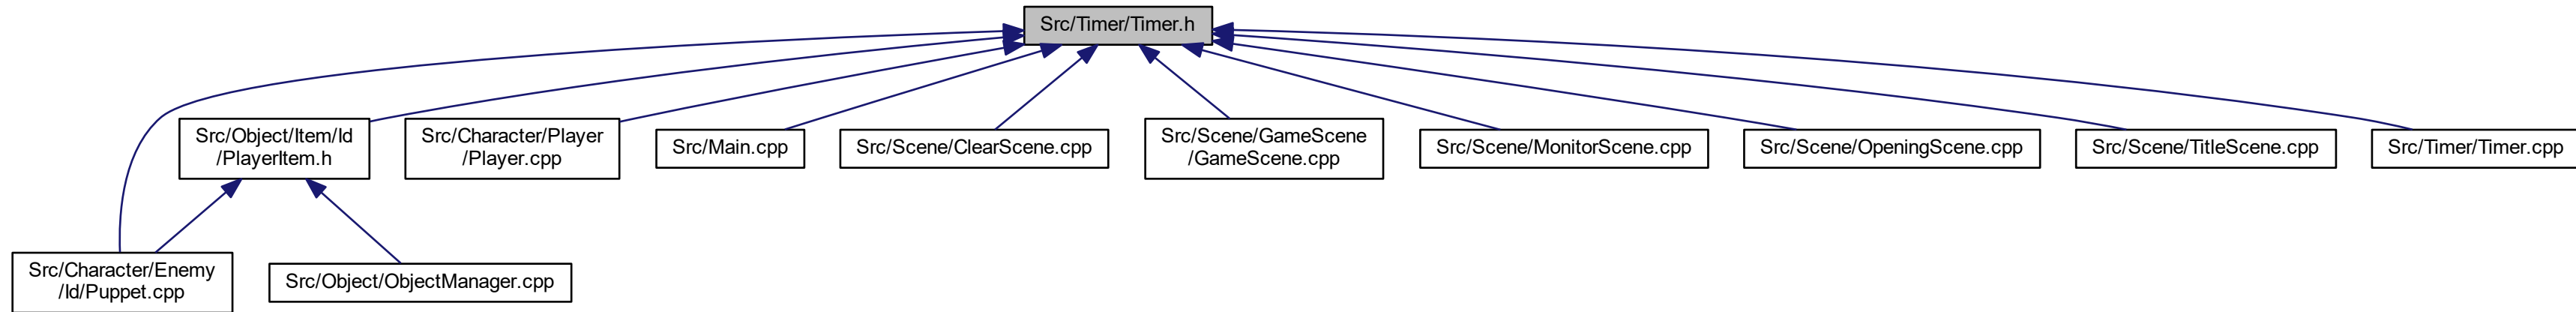 Src/Timer/Timer.h
Src/Object/Item/Id
/PlayerItem.h
Src/Character/Player
/Player.cpp
Src/Main.cpp
Src/Scene/ClearScene.cpp
Src/Scene/GameScene
/GameScene.cpp
Src/Scene/MonitorScene.cpp
Src/Scene/OpeningScene.cpp
Src/Scene/TitleScene.cpp
Src/Timer/Timer.cpp
Src/Character/Enemy
/Id/Puppet.cpp
Src/Object/ObjectManager.cpp